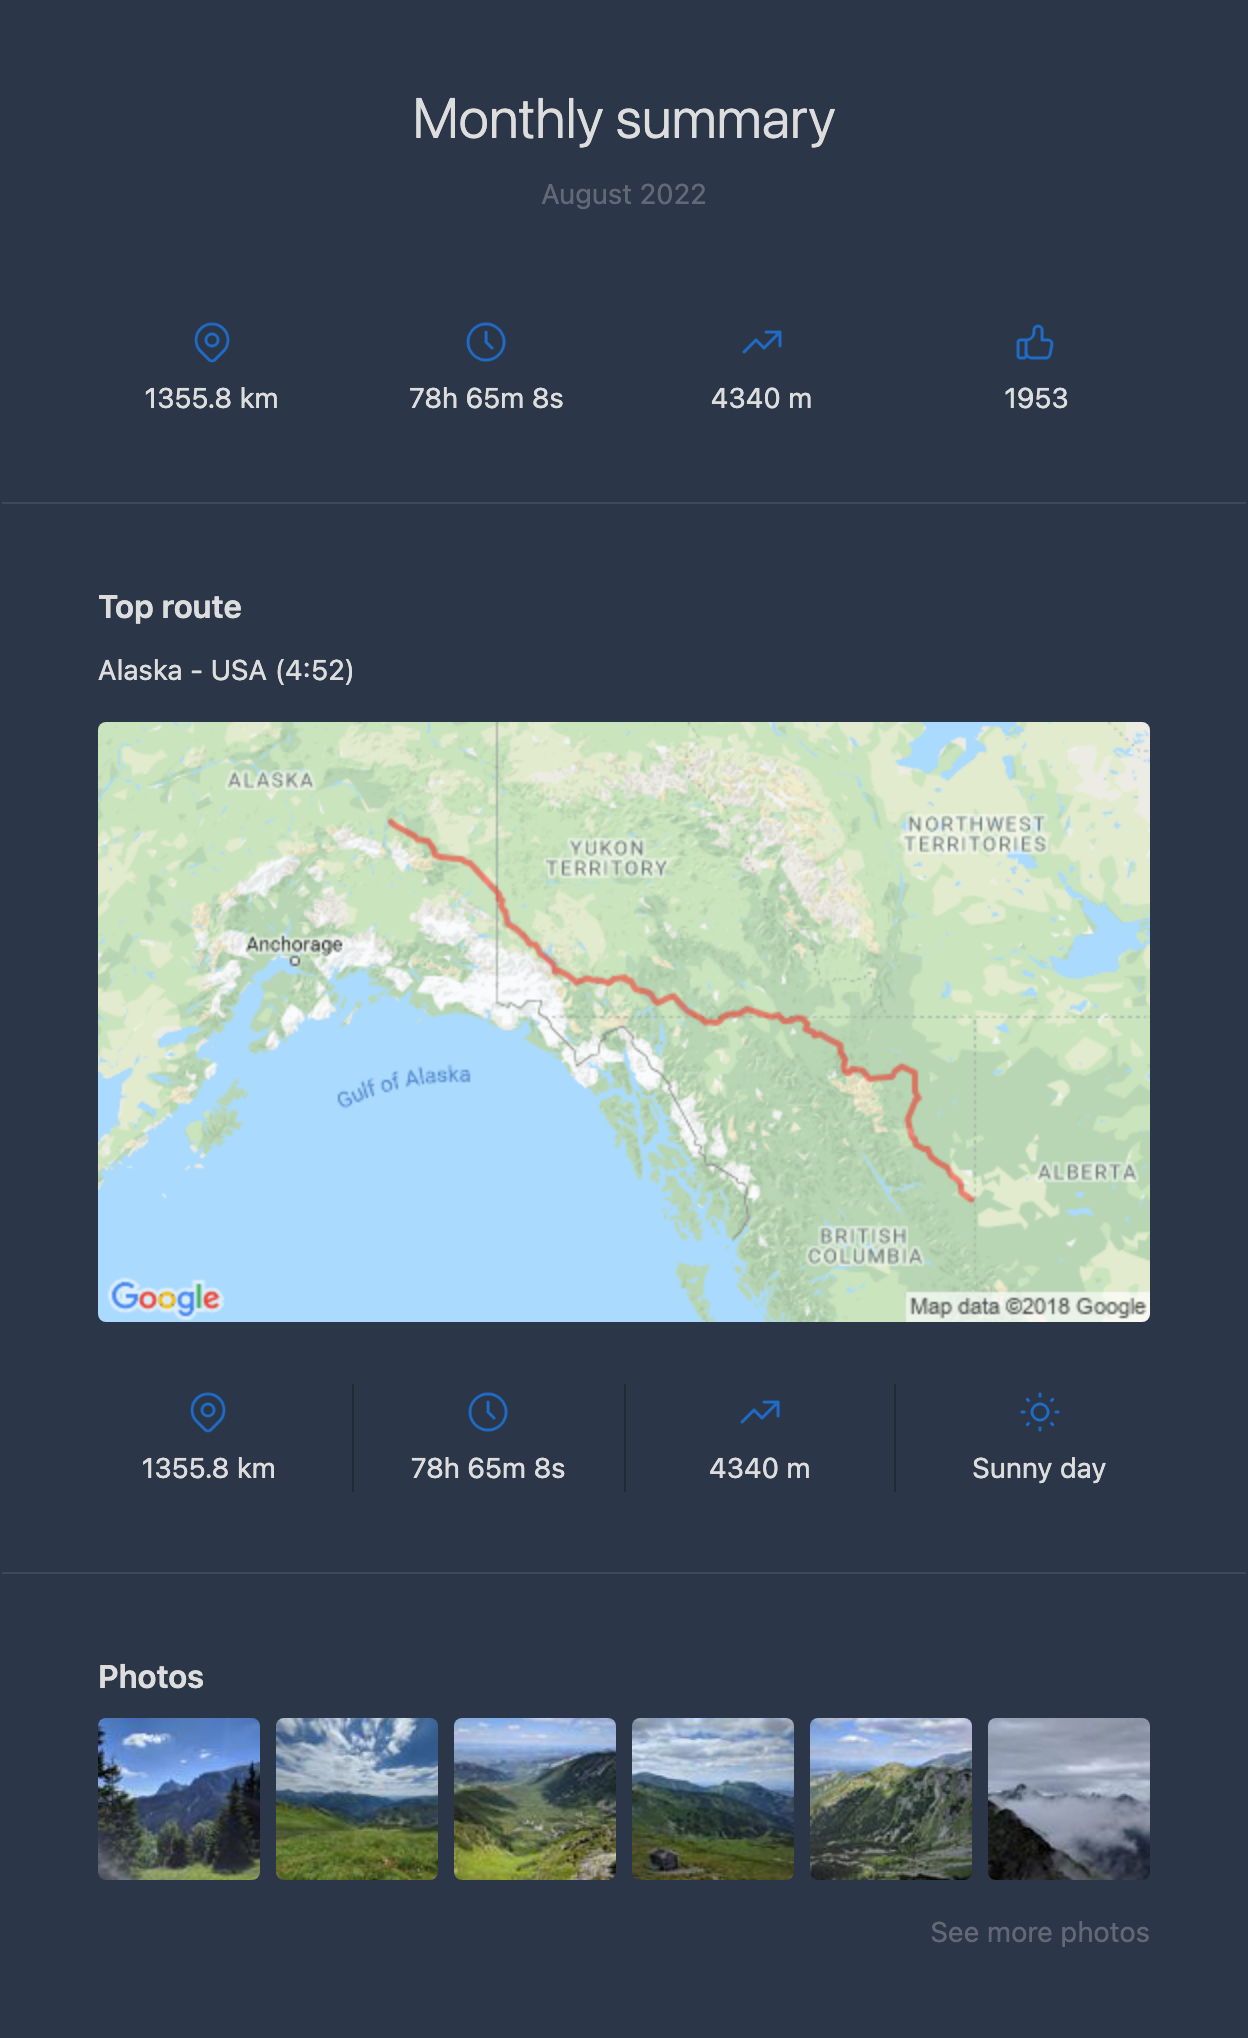 Monthly summary
August 2022
1355.8 km
78h 65m 8s
4340 m
1953
Top route
Alaska - USA (4:52)
ALASKA
NORTHWEST
TERRITORIES
YUKON
TERRITORY
Anchorage
Gulf of Alaska
ALBERTA
BRITISH
COLUMBIA
Google
Map data ©2018 Google
1355.8 km
78h 65m 8s
4340 m
Sunny day
Photos
See more photos